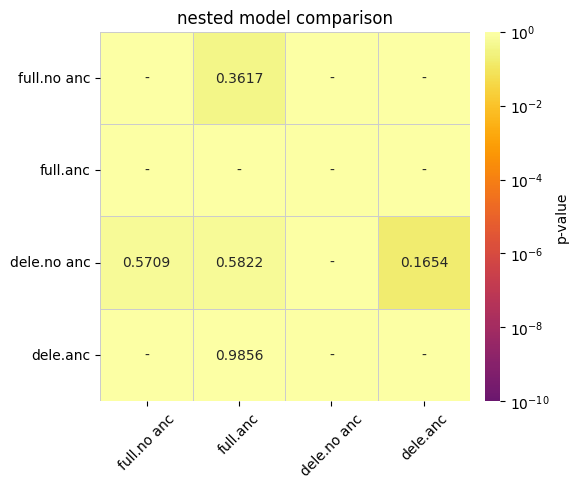 nested model comparison
full.no anc - 0.3617 - -
full.anc - - - -
dele.no anc 0.5709 0.5822 - 0.1654
dele.anc - 0.9856 - -
full.no anc full.anc dele.no anc dele.anc
10⁰
10⁻²
10⁻⁴
10⁻⁶
10⁻⁸
10⁻¹⁰
p-value